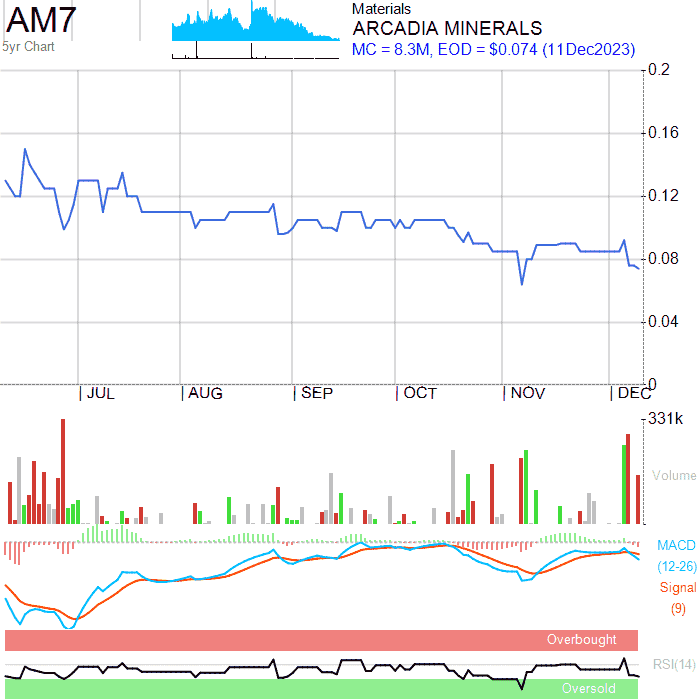 AM7
5yr Chart
Materials
ARCADIA MINERALS
MC = 8.3M, EOD = $0.074 (11Dec2023)
0.2
0.16
0.12
0.08
0.04
0
JUL AUG SEP OCT NOV DEC
331k
Volume
MACD
(12-26)
Signal
(9)
Overbought
RSI(14)
Oversold